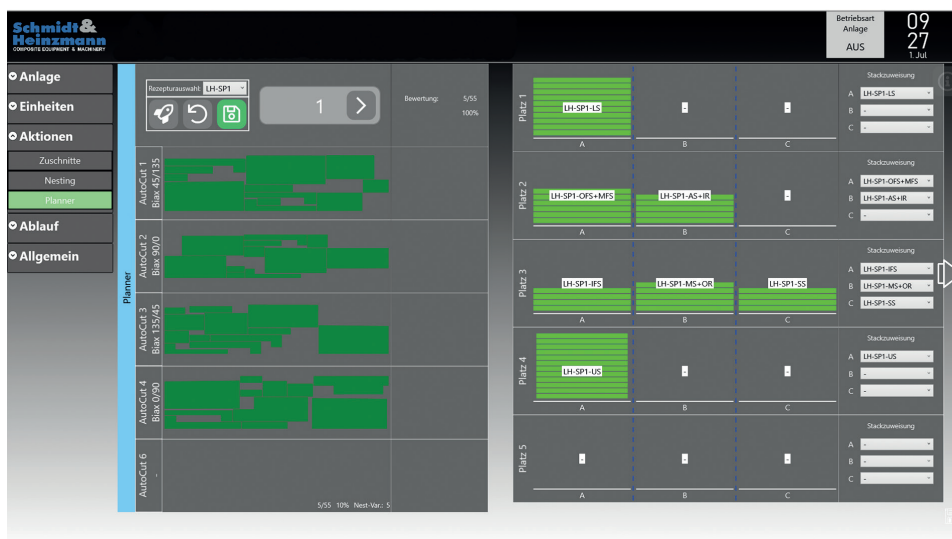 Schmidt&
Heinzmann
COMPOSITE EQUIPMENT & MACHINERY
Betriebsart
Anlage
AUS
09
27
1. Jul
Anlage
Einheiten
Aktionen
Zuschnitte
Nesting
Planner
Ablauf
Allgemein
Planner
Rezepturauswahl: LH-SP1
1
Bewertung: 5/55
100%
AutoCut 1
Biax 45/135
AutoCut 2
Biax 90/0
AutoCut 3
Biax 135/45
AutoCut 4
Biax 0/90
AutoCut 6
-
5/55 10% Nest-Var.: 5
Platz 1
LH-SP1-LS
-
-
A B C
Stackzuweisung
A LH-SP1-LS
B -
C -
Platz 2
LH-SP1-OFS+MFS
LH-SP1-AS+IR
-
A B C
Stackzuweisung
A LH-SP1-OFS+MFS
B LH-SP1-AS+IR
C -
Platz 3
LH-SP1-IFS
LH-SP1-MS+OR
LH-SP1-SS
A B C
Stackzuweisung
A LH-SP1-IFS
B LH-SP1-MS+OR
C LH-SP1-SS
Platz 4
LH-SP1-US
-
-
A B C
Stackzuweisung
A LH-SP1-US
B -
C -
Platz 5
-
-
-
A B C
Stackzuweisung
A -
B -
C -